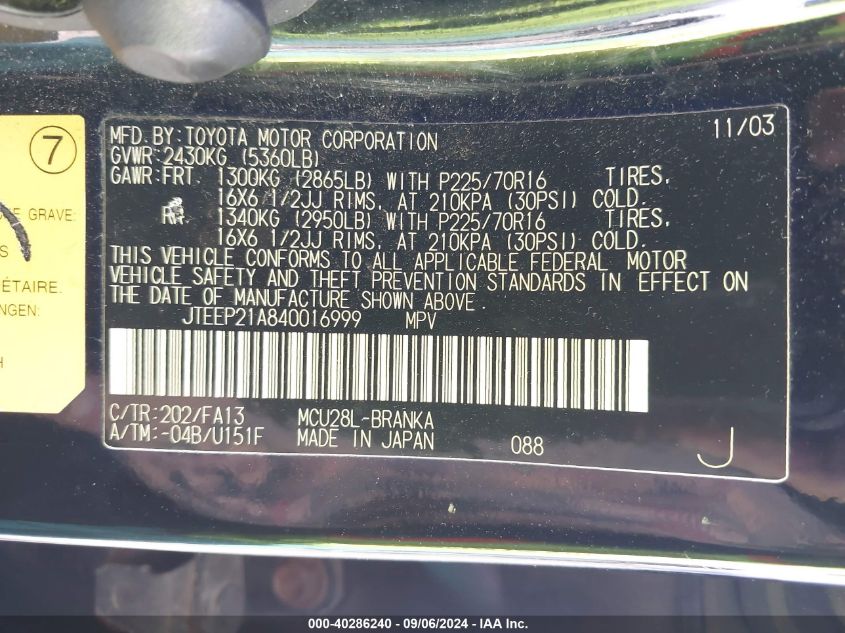 7
E GRAVE:
S
ÉTAIRE.
NGEN:
H
11/03
MFD. BY: TOYOTA MOTOR CORPORATION
GVWR: 2430KG (5360LB)
GAWR: FRT. 1300KG (2865LB) WITH P225/70R16 TIRES,
16X6 1/2JJ RIMS, AT 210KPA (30PSI) COLD.
RR. 1340KG (2950LB) WITH P225/70R16 TIRES,
16X6 1/2JJ RIMS, AT 210KPA (30PSI) COLD.
THIS VEHICLE CONFORMS TO ALL APPLICABLE FEDERAL MOTOR
VEHICLE SAFETY AND THEFT PREVENTION STANDARDS IN EFFECT ON
THE DATE OF MANUFACTURE SHOWN ABOVE.
JTEEP21A840016999 MPV
C/TR: 202/FA13 MCU28L-BRANKA
A/TM: -04B/U151F MADE IN JAPAN 088
J
000-40286240 - 09/06/2024 - IAA Inc.